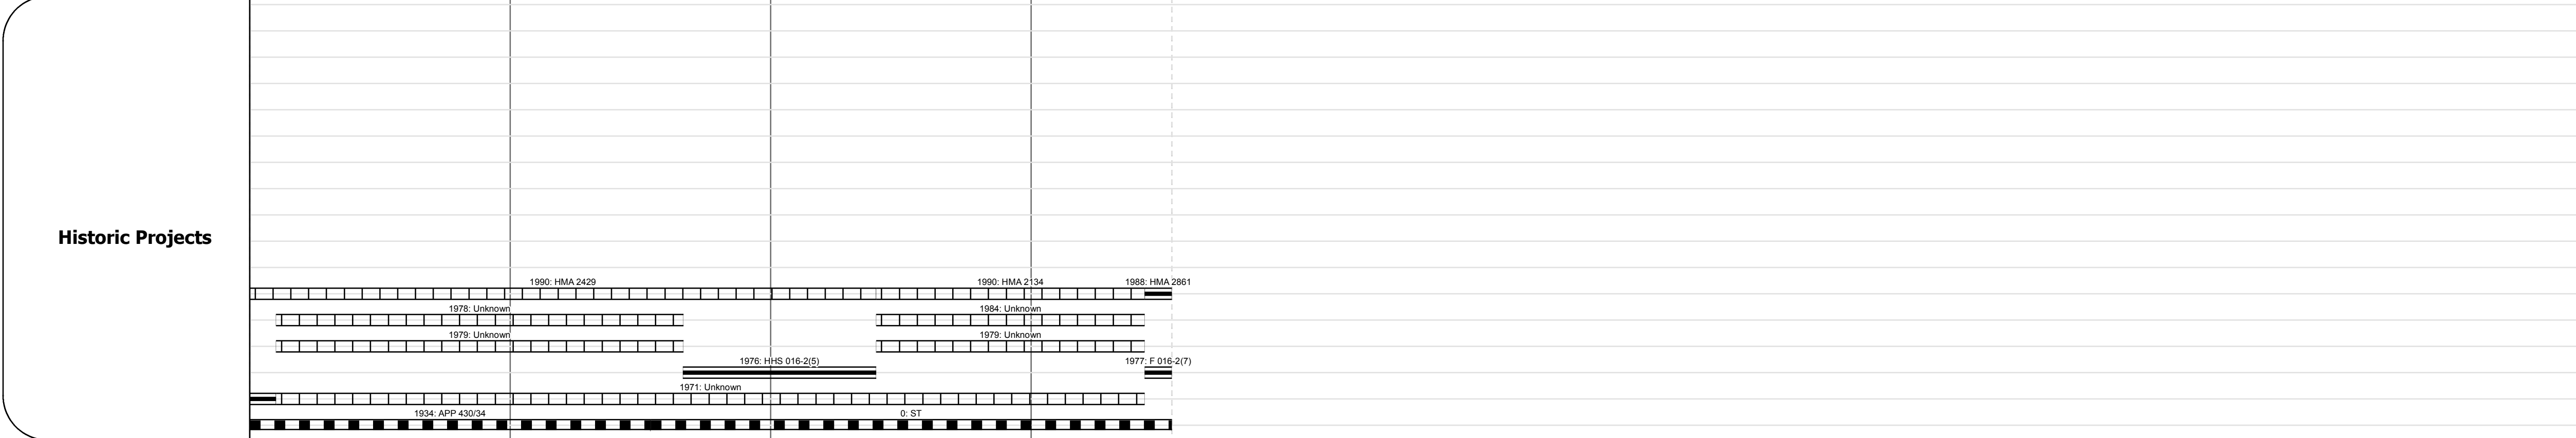 Historic Projects
1990: HMA 2429
1990: HMA 2134
1988: HMA 2861
1978: Unknown
1984: Unknown
1979: Unknown
1979: Unknown
1976: HHS 016-2(5)
1977: F 016-2(7)
1971: Unknown
1934: APP 430/34
0: ST